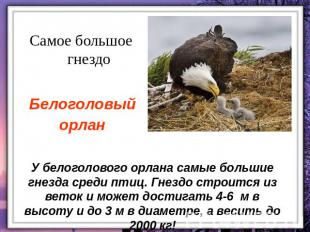 Самое большое
гнездо
Белоголовый
орлан
У белоголового орлана самые большие
гнезда среди птиц. Гнездо строится из
веток и может достигать 4-6 м в
высоту и до 3 м в диаметре, а весить до
2000 кг!